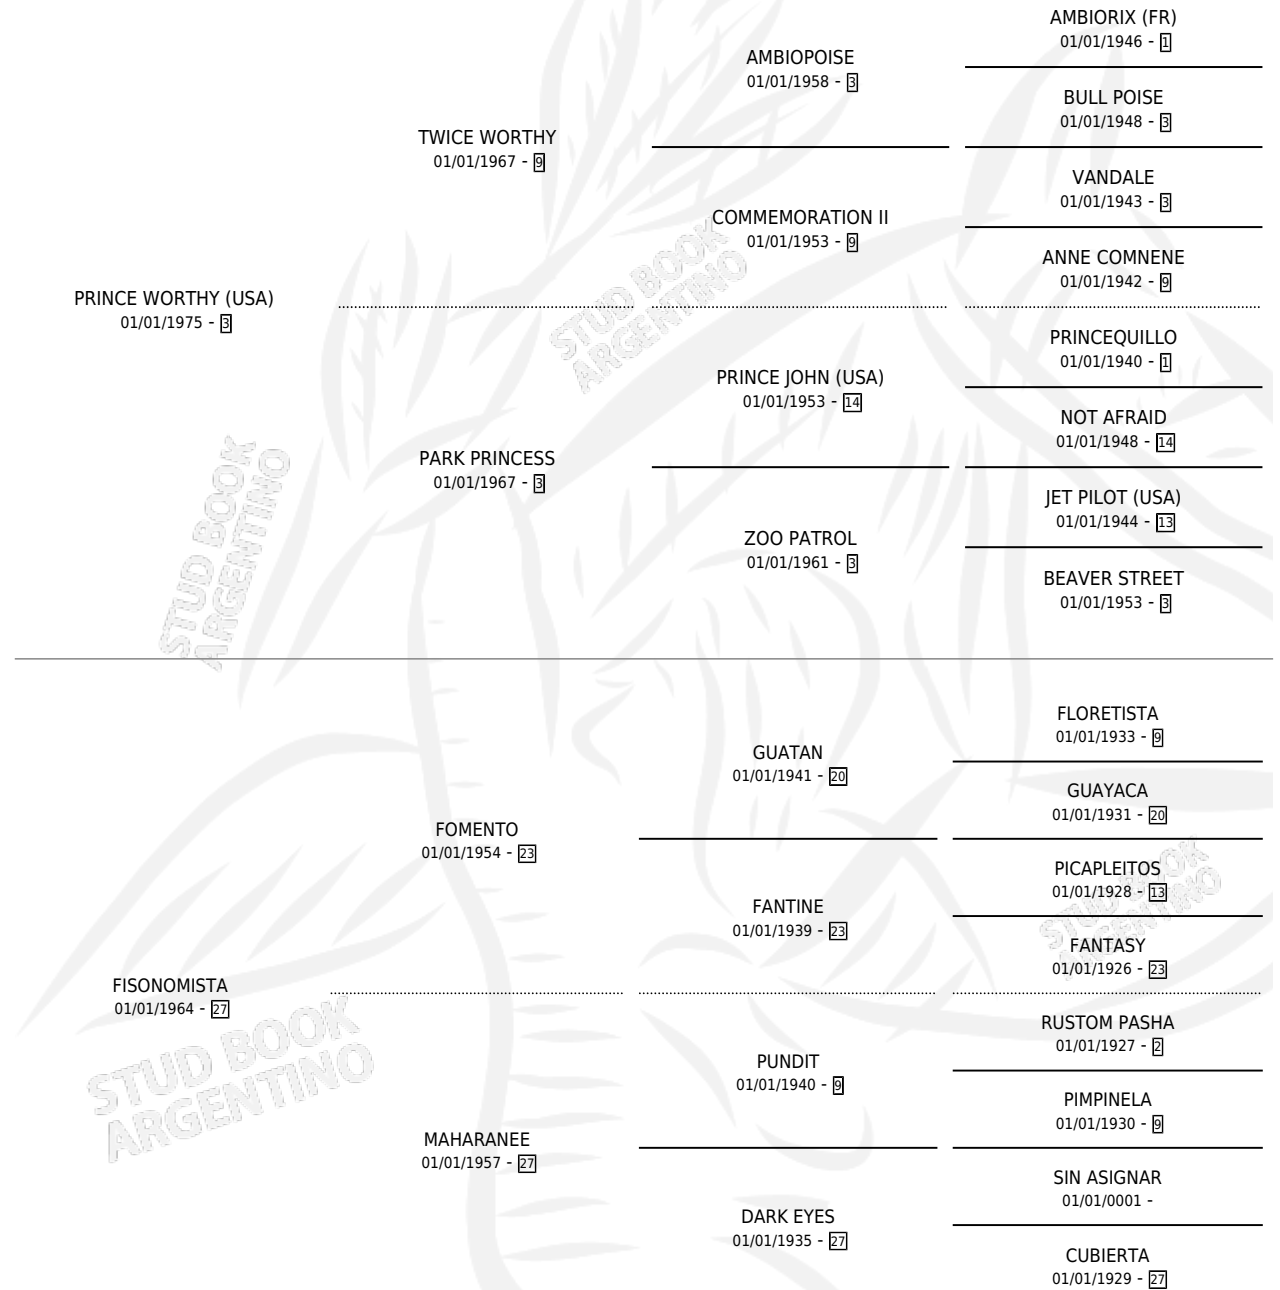 AMBIORIX (FR)
01/01/1946 - 1
AMBIOPOISE
01/01/1958 - 3
BULL POISE
01/01/1948 - 3
TWICE WORTHY
01/01/1967 - 9
VANDALE
01/01/1943 - 3
COMMEMORATION II
01/01/1953 - 9
ANNE COMNENE
01/01/1942 - 9
PRINCE WORTHY (USA)
01/01/1975 - 3
PRINCEQUILLO
01/01/1940 - 1
PRINCE JOHN (USA)
01/01/1953 - 14
NOT AFRAID
01/01/1948 - 14
PARK PRINCESS
01/01/1967 - 3
JET PILOT (USA)
01/01/1944 - 13
ZOO PATROL
01/01/1961 - 3
BEAVER STREET
01/01/1953 - 3
FLORETISTA
01/01/1933 - 9
GUATAN
01/01/1941 - 20
GUAYACA
01/01/1931 - 20
FOMENTO
01/01/1954 - 23
PICAPLEITOS
01/01/1928 - 13
FANTINE
01/01/1939 - 23
FANTASY
01/01/1926 - 23
FISONOMISTA
01/01/1964 - 27
RUSTOM PASHA
01/01/1927 - 2
PUNDIT
01/01/1940 - 9
PIMPINELA
01/01/1930 - 9
MAHARANEE
01/01/1957 - 27
SIN ASIGNAR
01/01/0001 -
DARK EYES
01/01/1935 - 27
CUBIERTA
01/01/1929 - 27
STUD BOOK
ARGENTINO
STUD BOOK
ARGENTINO
STUD BOOK
ARGENTINO
STUD BOOK
ARGENTINO